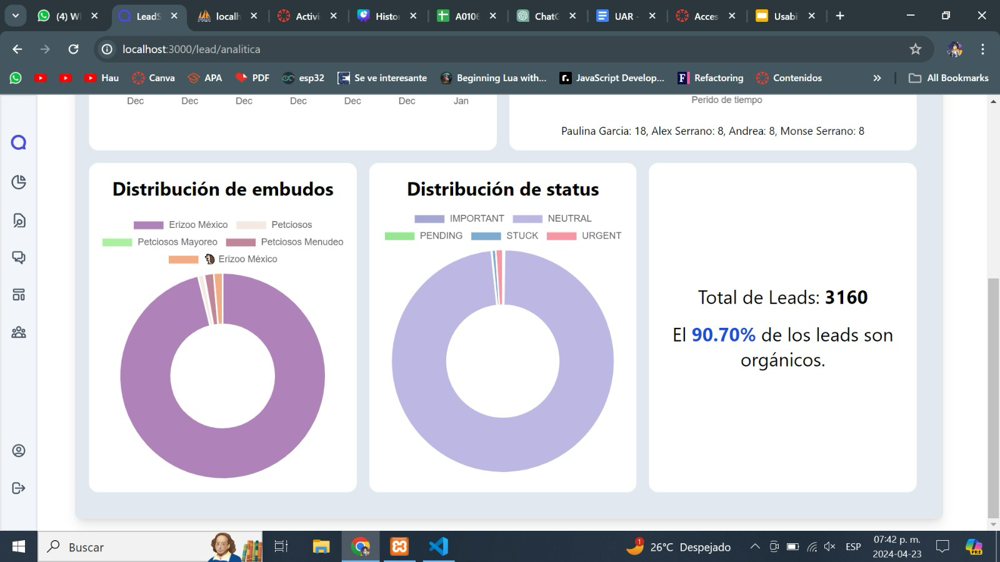 (4) W
LeadS
localh
Activi
Histo
A0106
ChatG
UAR -
Acces
Usabi
localhost:3000/lead/analitica
Hau
Canva
APA
PDF
esp32
Se ve interesante
Beginning Lua with...
JavaScript Develop...
Refactoring
Contenidos
All Bookmarks
Dec Dec Dec Dec Dec Dec Jan
Perido de tiempo
Paulina Garcia: 18, Alex Serrano: 8, Andrea: 8, Monse Serrano: 8
Distribución de embudos
Erizoo México Petciosos
Petciosos Mayoreo Petciosos Menudeo
Erizoo México
Distribución de status
IMPORTANT NEUTRAL
PENDING STUCK URGENT
Total de Leads: 3160
El 90.70% de los leads son
orgánicos.
Buscar
1
26°C Despejado
ESP
07:42 p. m.
2024-04-23
PRE